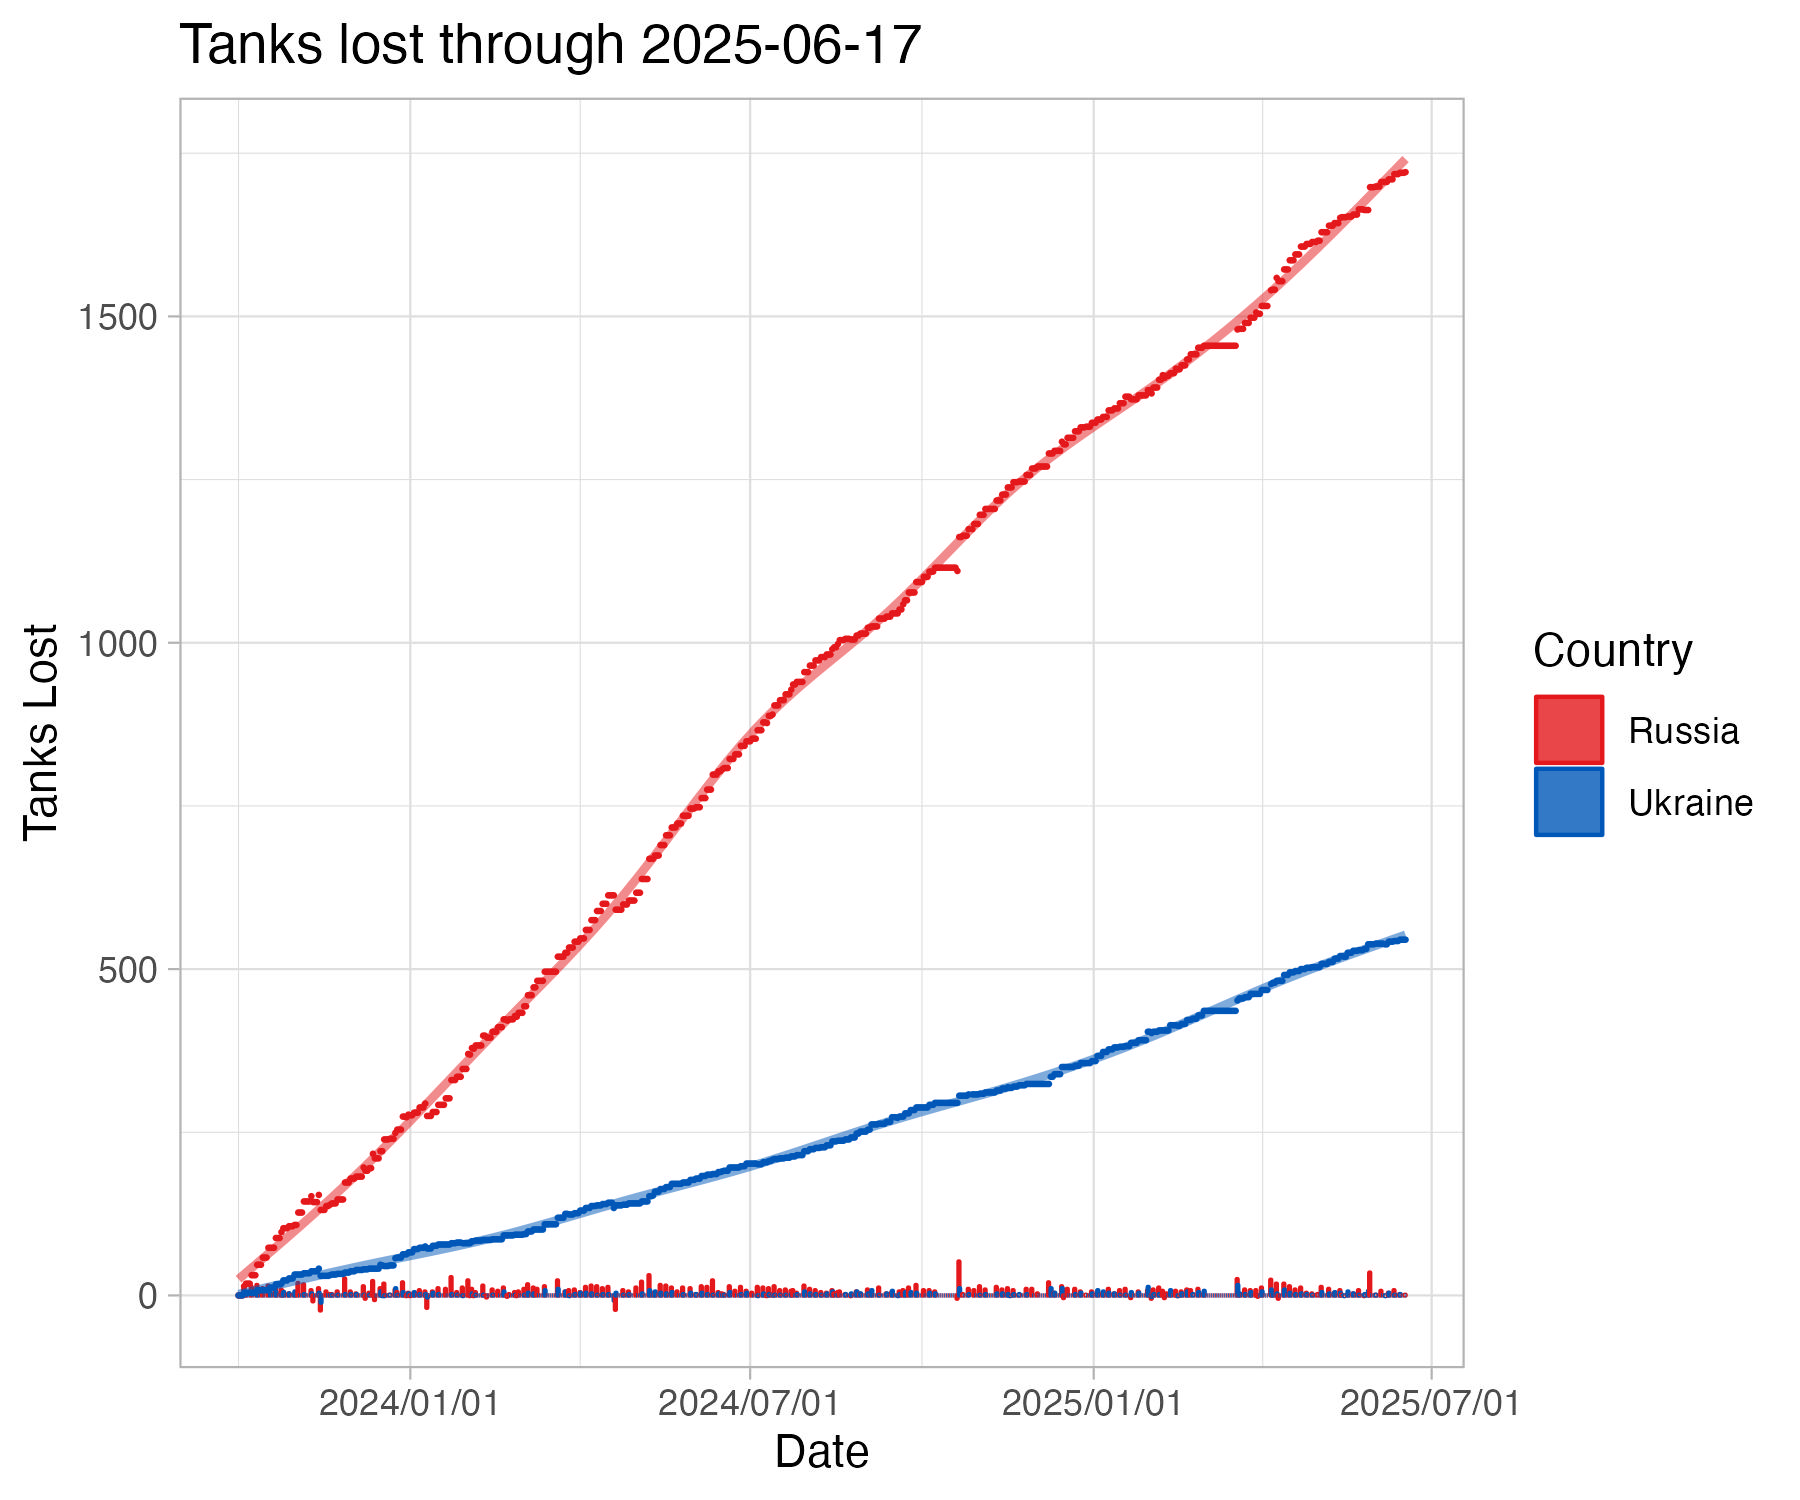 Tanks lost through 2025-06-17
Tanks Lost
1500
1000
500
0
2024/01/01
2024/07/01
2025/01/01
2025/07/01
Date
Country
Russia
Ukraine